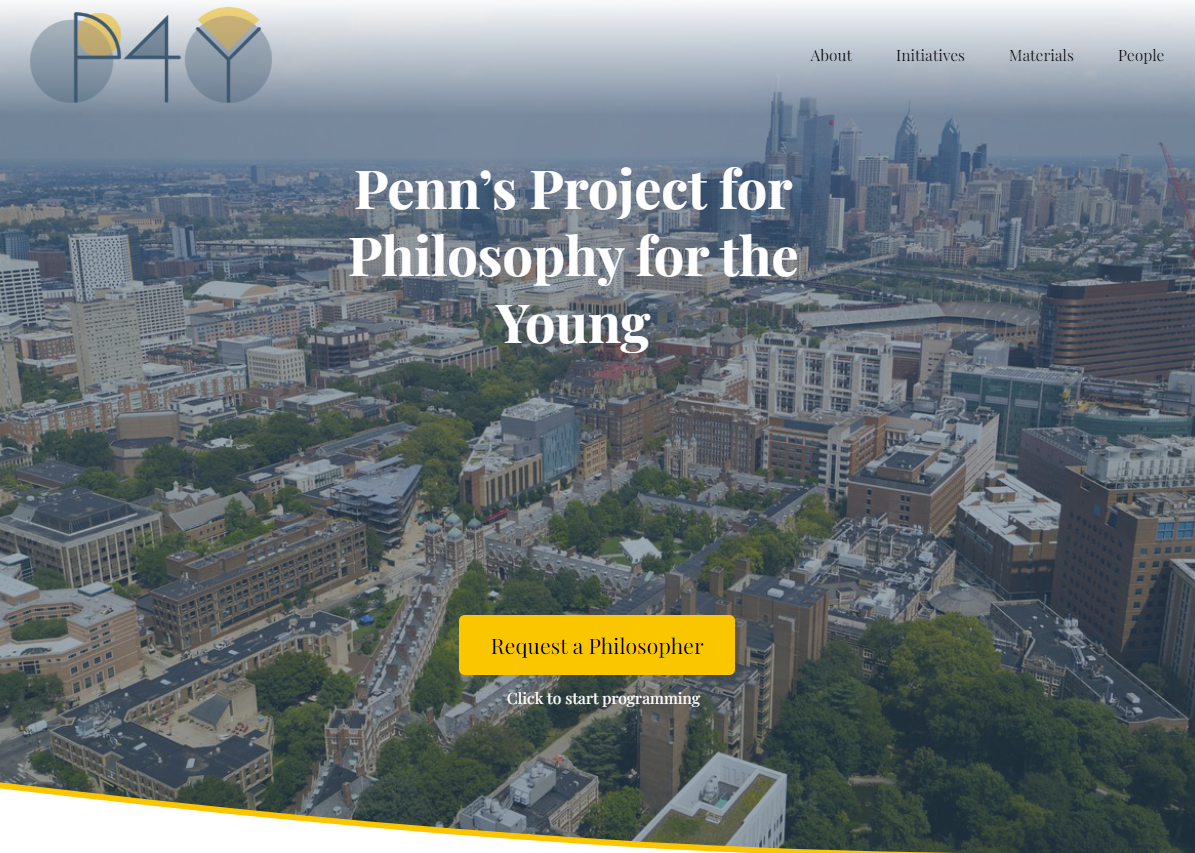 P4Y
About Initiatives Materials People
Penn’s Project for
Philosophy for the
Young
Request a Philosopher
Click to start programming